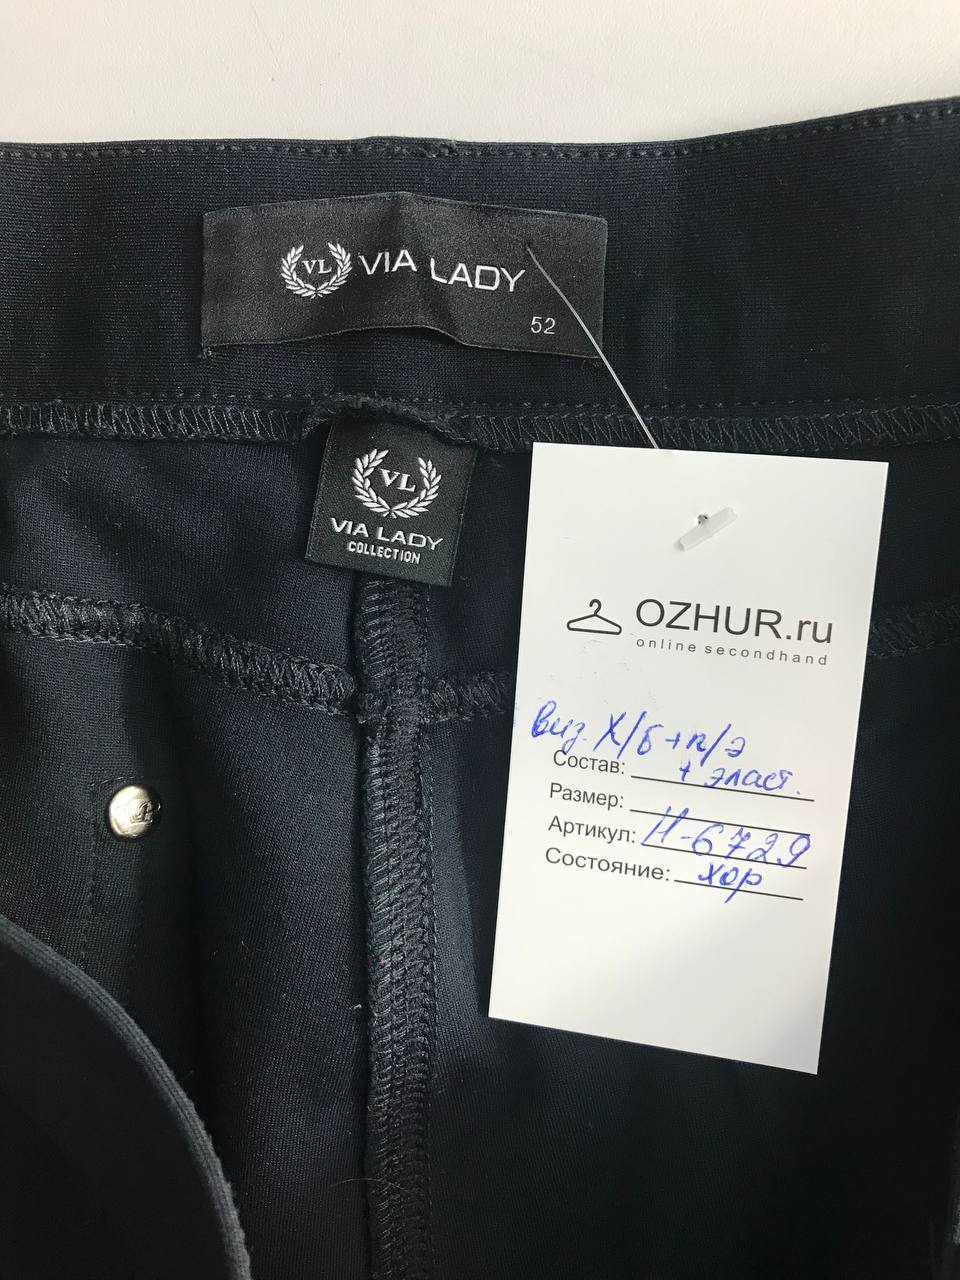 VL VIA LADY
52
VL
VIA LADY
COLLECTION
OZHUR.ru
online secondhand
виз. Х/б+п/э
Состав: + эласт.
Размер:
Артикул: Н-6729
Состояние: хор